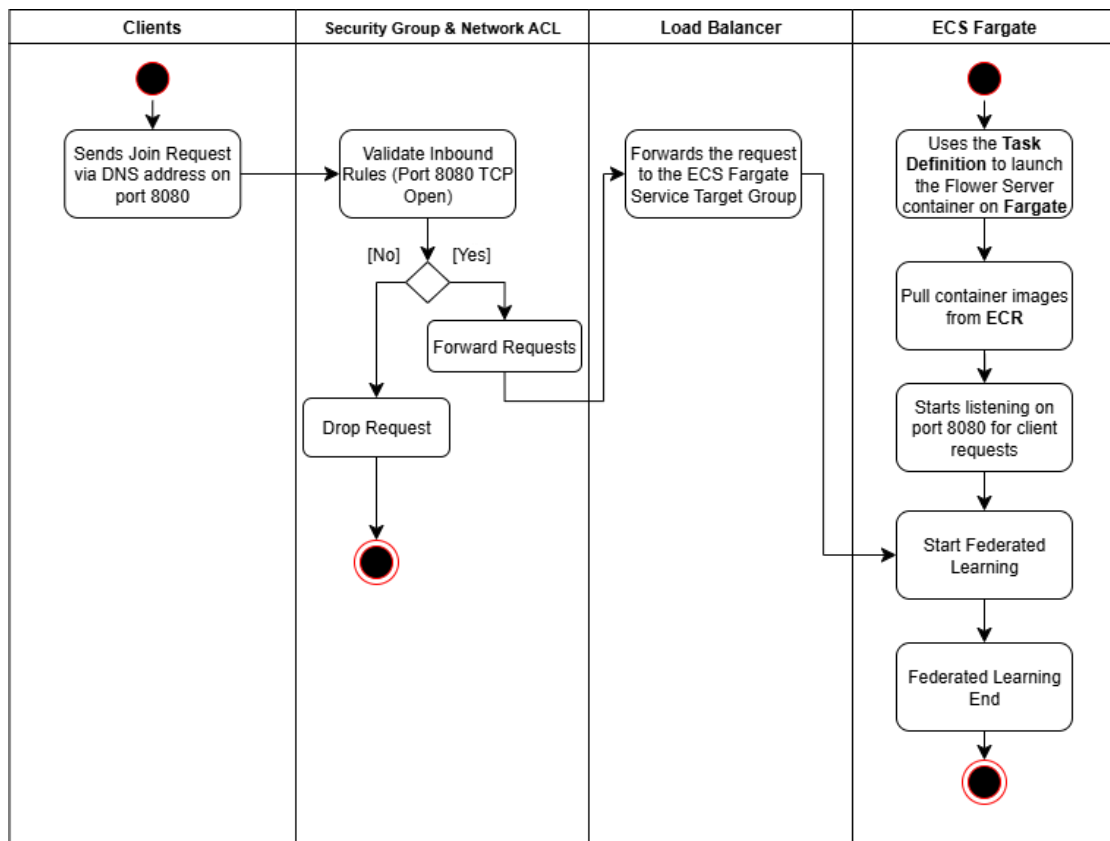 Clients
Security Group & Network ACL
Load Balancer
ECS Fargate
Sends Join Request
via DNS address on
port 8080
Validate Inbound
Rules (Port 8080 TCP
Open)
[No]
[Yes]
Forward Requests
Drop Request
Forwards the request
to the ECS Fargate
Service Target Group
Uses the Task
Definition to launch
the Flower Server
container on Fargate
Pull container images
from ECR
Starts listening on
port 8080 for client
requests
Start Federated
Learning
Federated Learning
End